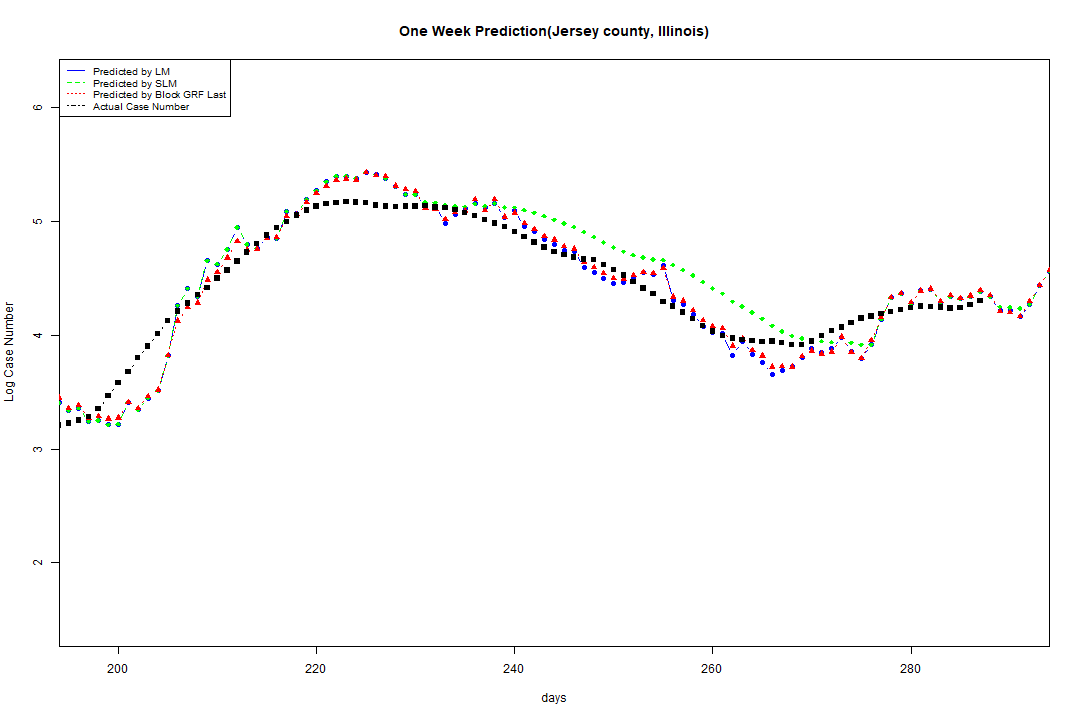 One Week Prediction(Jersey county, Illinois)
Predicted by LM
Predicted by SLM
Predicted by Block GRF Last
Actual Case Number
6
5
4
3
2
Log Case Number
200 220 240 260 280
days